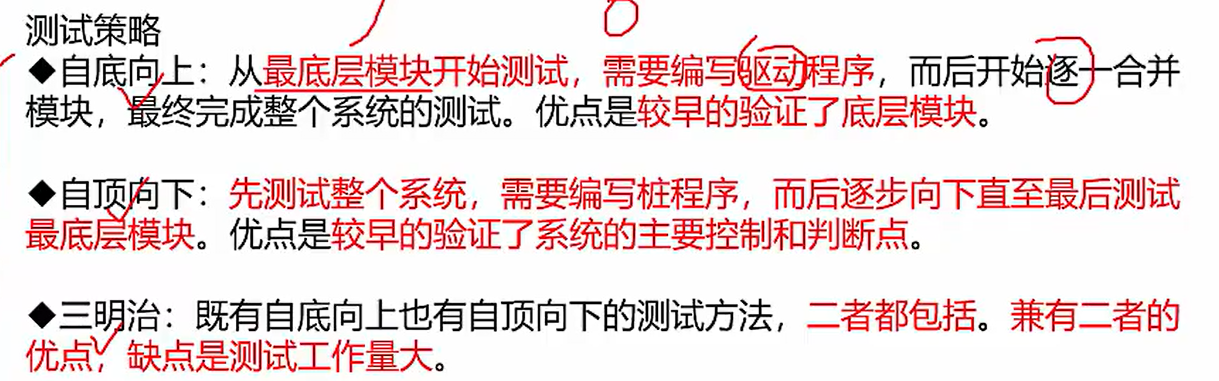 测试策略
◆自底向上：从最底层模块开始测试，需要编写驱动程序，而后开始逐一合并
模块，最终完成整个系统的测试。优点是较早的验证了底层模块。
◆自顶向下：先测试整个系统，需要编写桩程序，而后逐步向下直至最后测试
最底层模块。优点是较早的验证了系统的主要控制和判断点。
◆三明治：既有自底向上也有自顶向下的测试方法，二者都包括。兼有二者的
优点，缺点是测试工作量大。